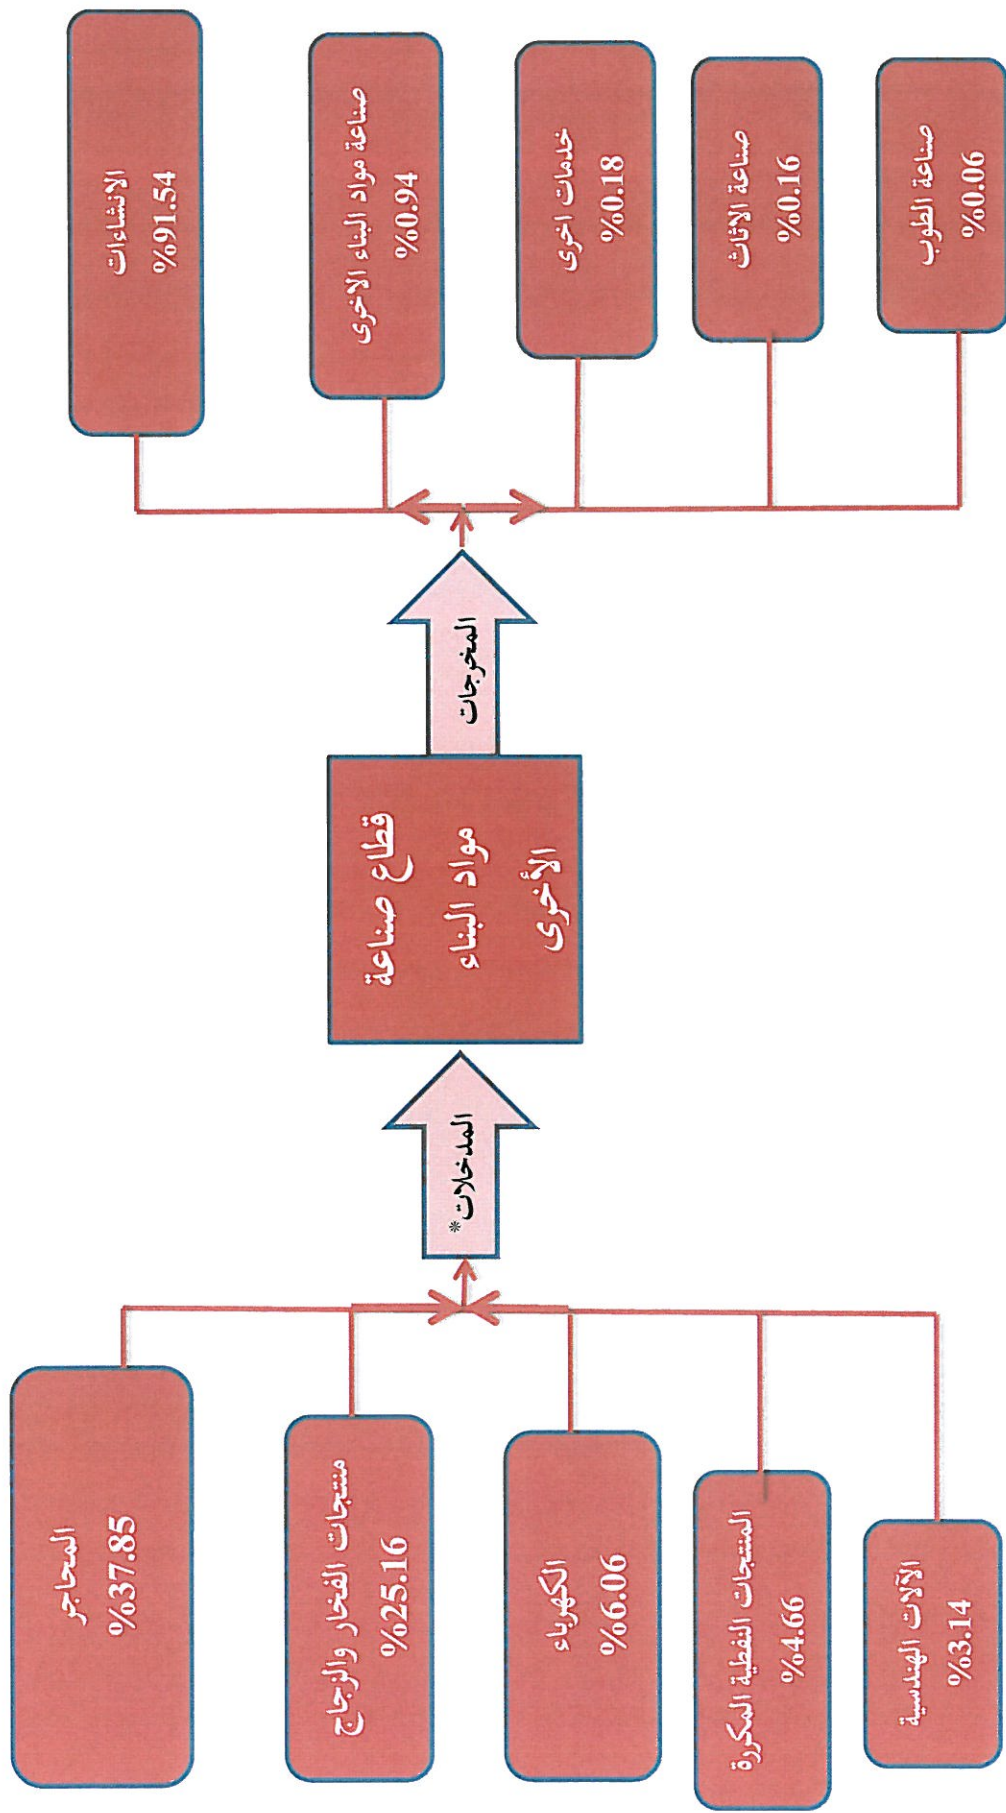 المحاجر
%37.85
منتجات الفخار والزجاج
%25.16
الكهرباء
%6.06
المنتجات النفطية المكررة
%4.66
الآلات الهندسية
%3.14
المدخلات*
قطاع صناعة
مواد البناء
الأخرى
المخرجات
الانشاءات
%91.54
صناعة مواد البناء الاخرى
%0.94
خدمات اخرى
%0.18
صناعة الاثاث
%0.16
صناعة الطوب
%0.06